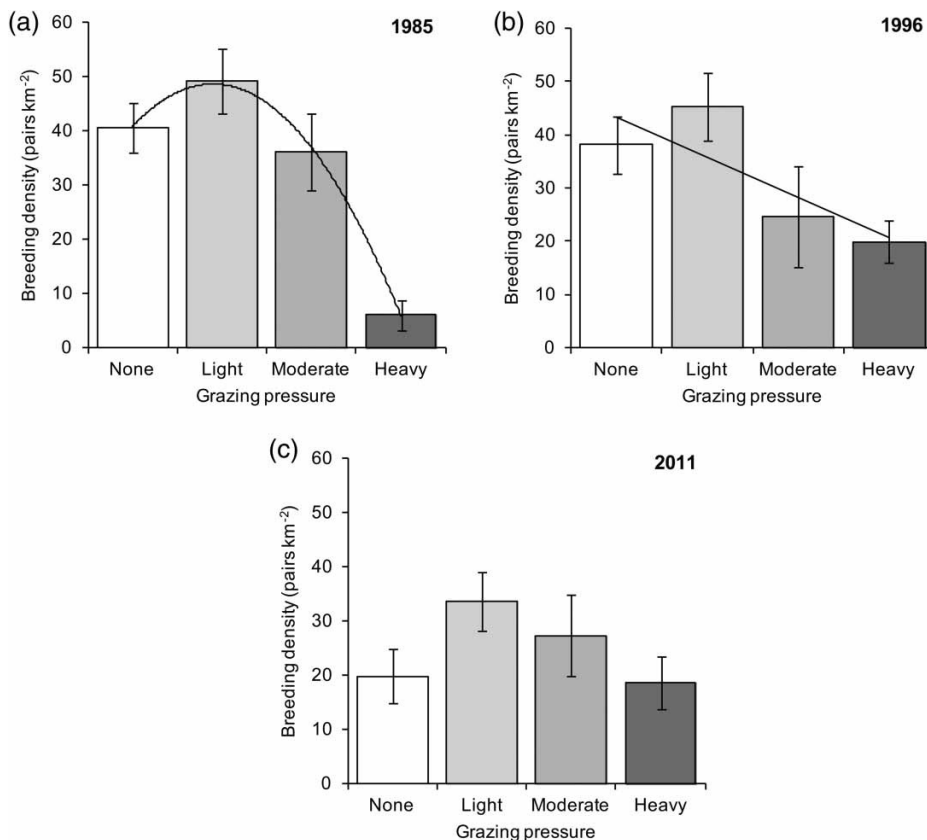 (a)
1985
Breeding density (pairs km-2)
60
50
40
30
20
10
0
None Light Moderate Heavy
Grazing pressure
(b)
1996
Breeding density (pairs km-2)
60
50
40
30
20
10
0
None Light Moderate Heavy
Grazing pressure
(c)
2011
Breeding density (pairs km-2)
60
50
40
30
20
10
0
None Light Moderate Heavy
Grazing pressure